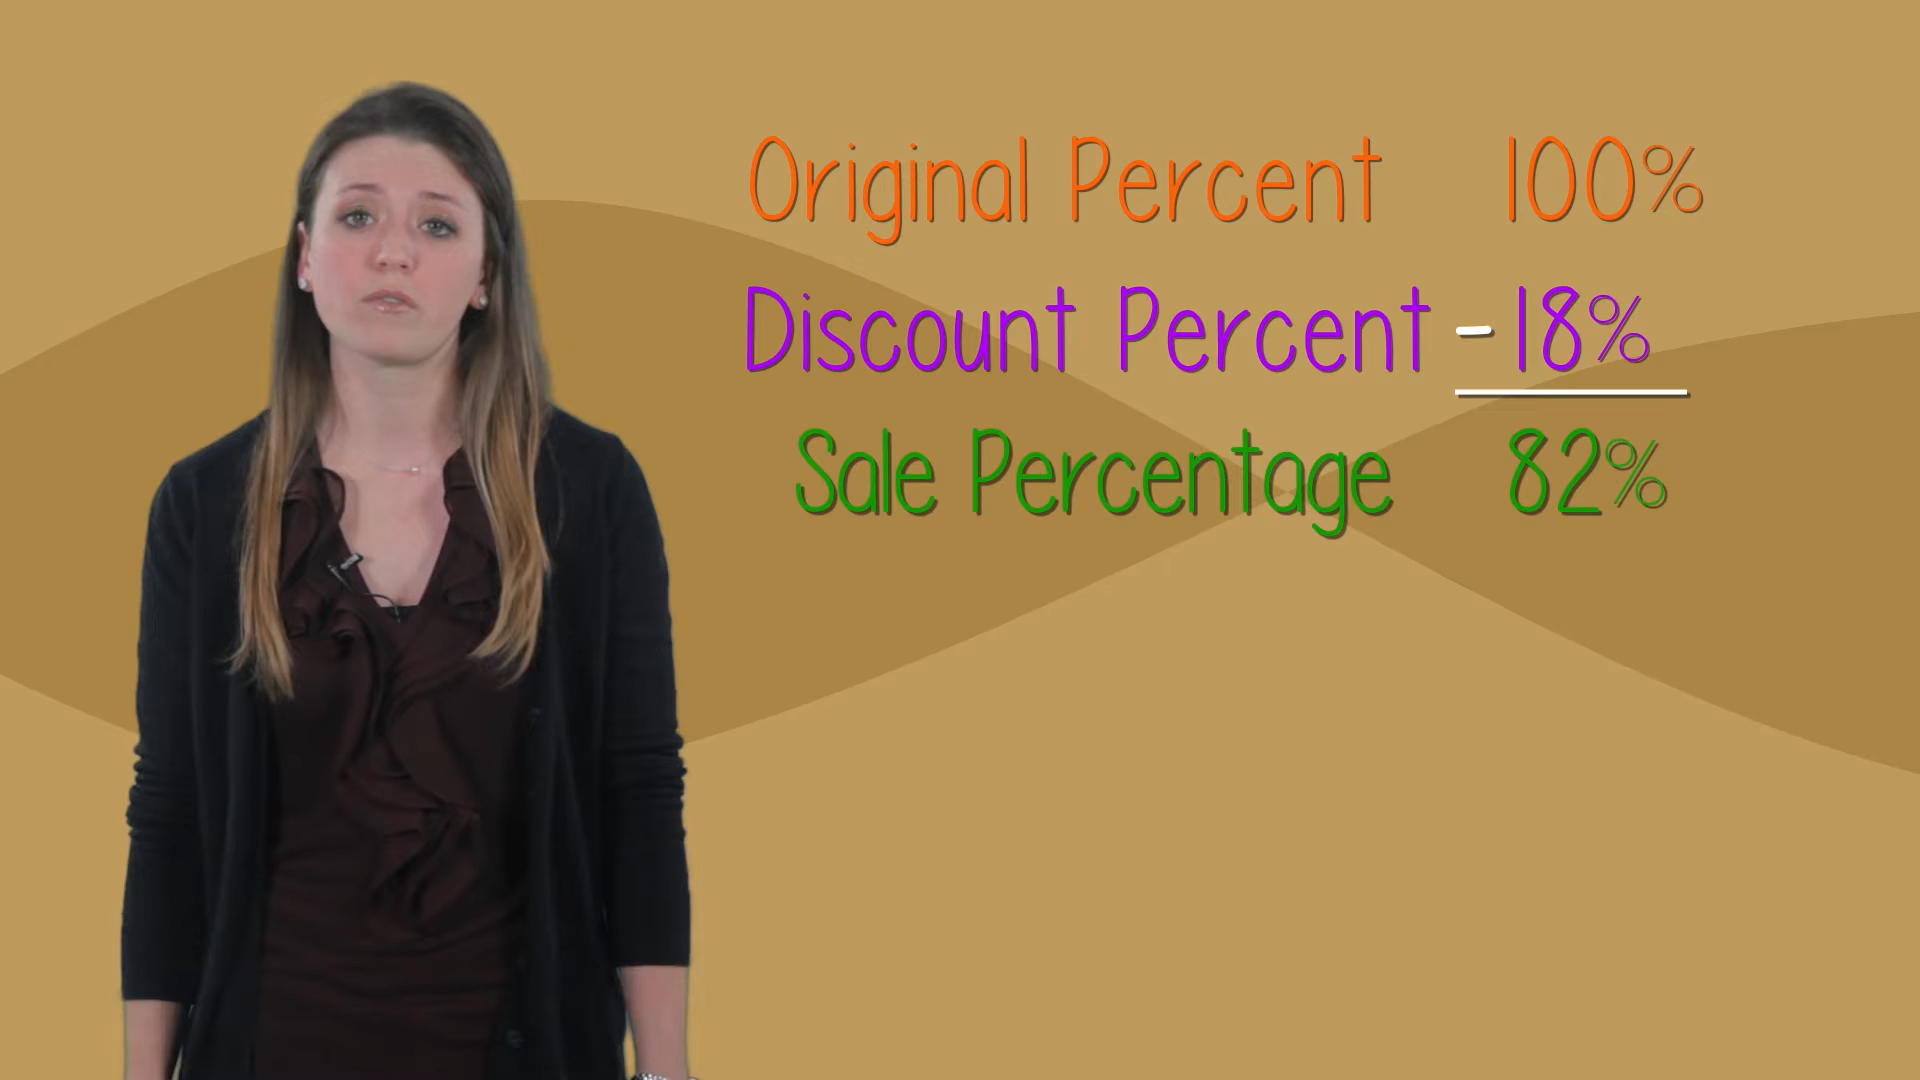 Original Percent 100%
Discount Percent - 18%
Sale Percentage 82%